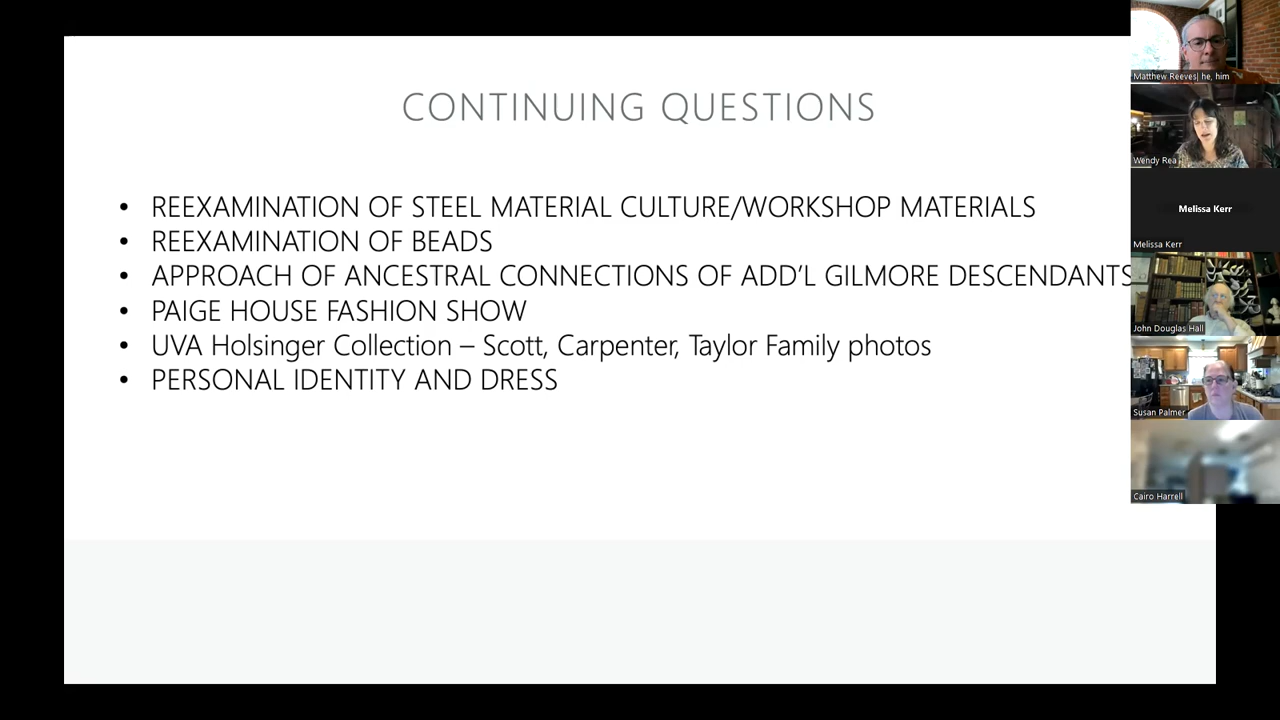 CONTINUING QUESTIONS
• REEXAMINATION OF STEEL MATERIAL CULTURE/WORKSHOP MATERIALS
• REEXAMINATION OF BEADS
• APPROACH OF ANCESTRAL CONNECTIONS OF ADD'L GILMORE DESCENDANTS
• PAIGE HOUSE FASHION SHOW
• UVA Holsinger Collection – Scott, Carpenter, Taylor Family photos
• PERSONAL IDENTITY AND DRESS
Matthew Reeves| he, him
Wendy Rea
Melissa Kerr
Melissa Kerr
John Douglas Hall
Susan Palmer
Cairo Harrell